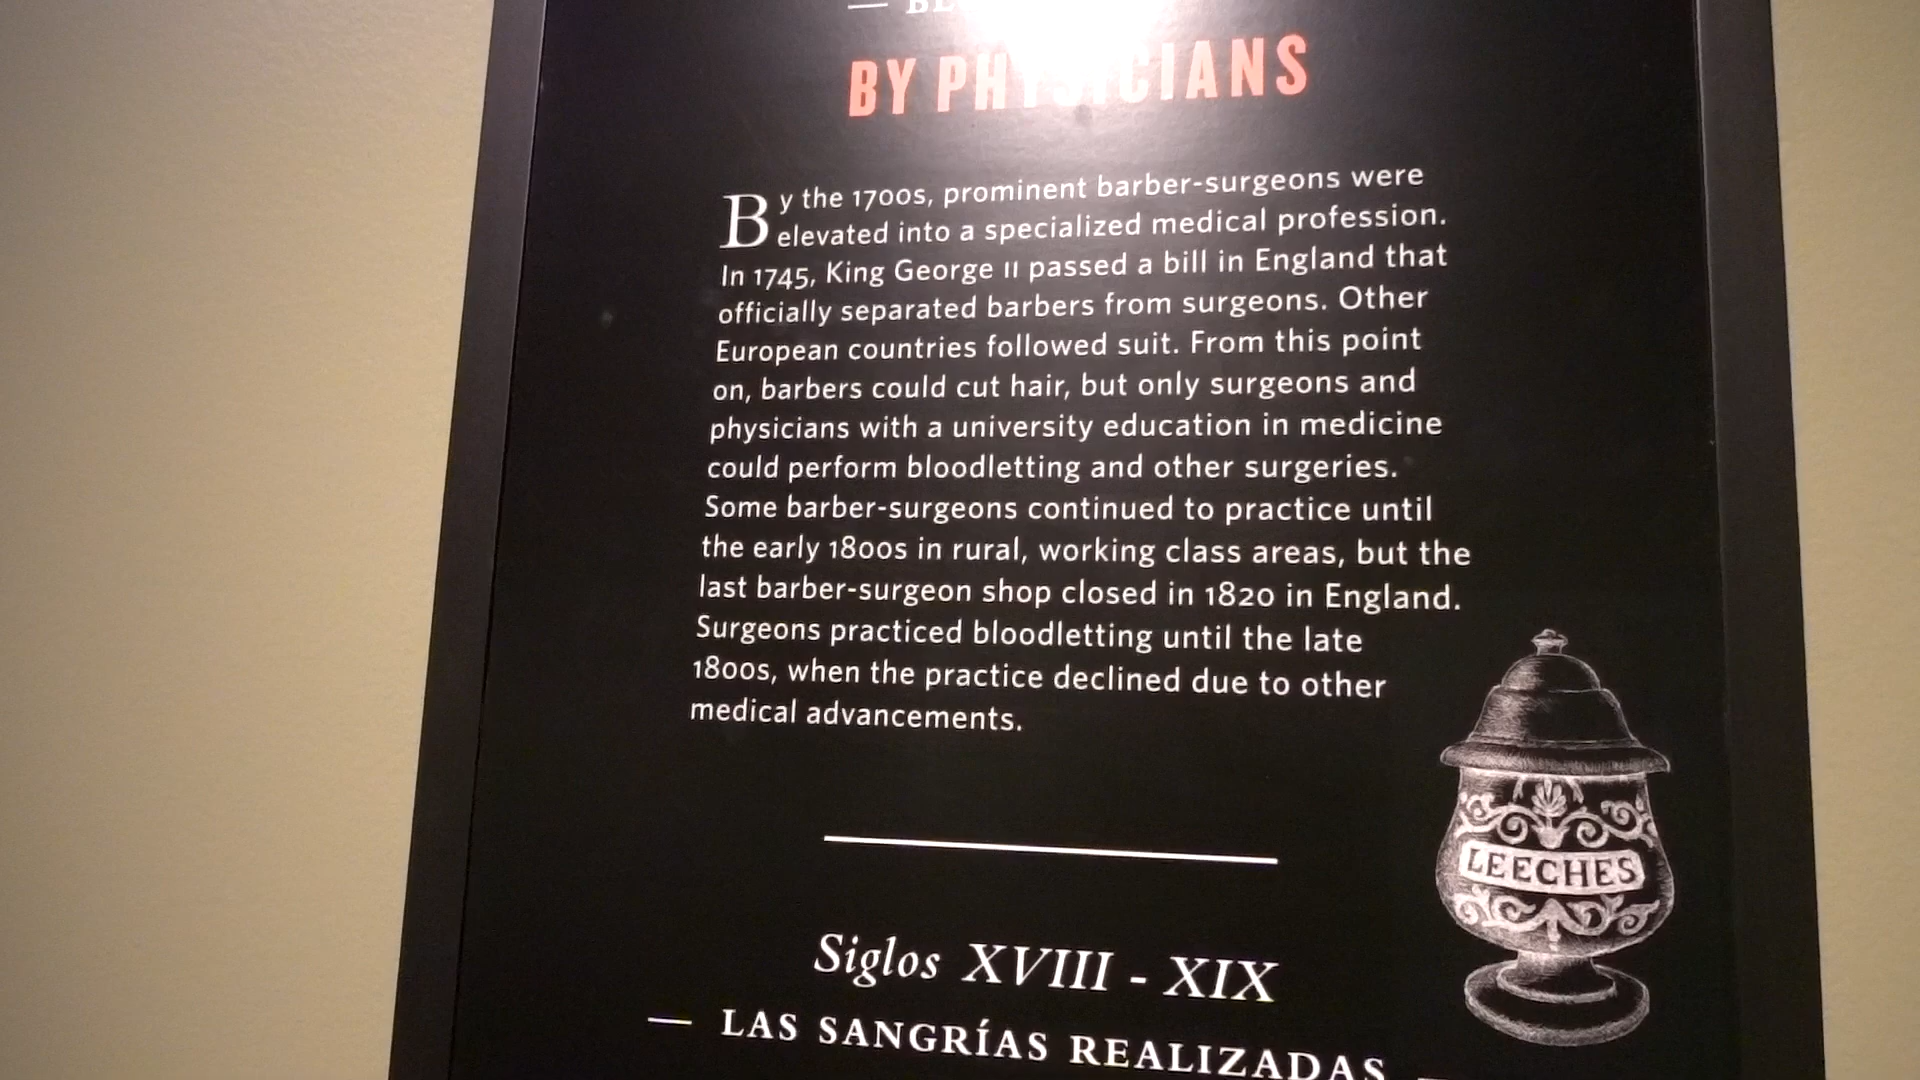 BY PHYSICIANS
By the 1700s, prominent barber-surgeons were
elevated into a specialized medical profession.
In 1745, King George II passed a bill in England that
officially separated barbers from surgeons. Other
European countries followed suit. From this point
on, barbers could cut hair, but only surgeons and
physicians with a university education in medicine
could perform bloodletting and other surgeries.
Some barber-surgeons continued to practice until
the early 1800s in rural, working class areas, but the
last barber-surgeon shop closed in 1820 in England.
Surgeons practiced bloodletting until the late
1800s, when the practice declined due to other
medical advancements.
LEECHES
Siglos XVIII - XIX
— LAS SANGRÍAS REALIZADAS —